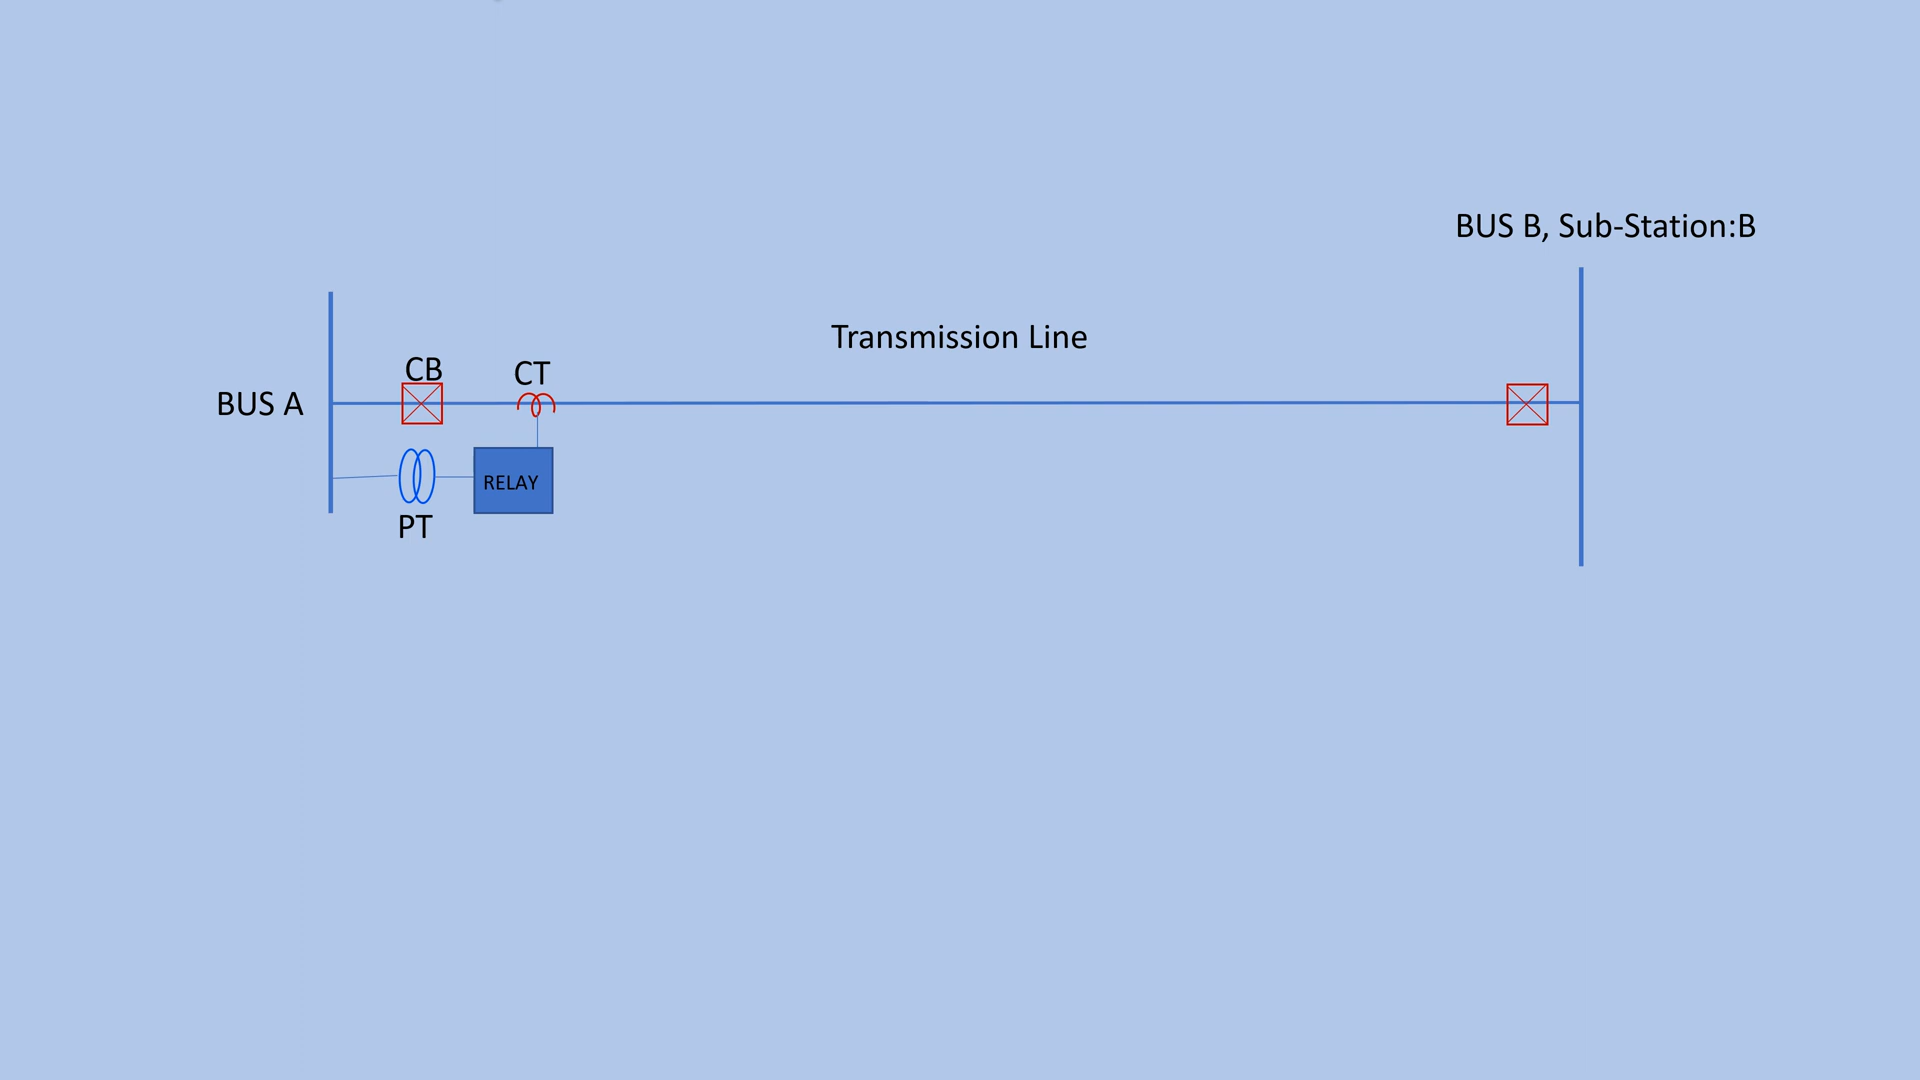 BUS B, Sub-Station:B
Transmission Line
CB
CT
BUS A
RELAY
PT